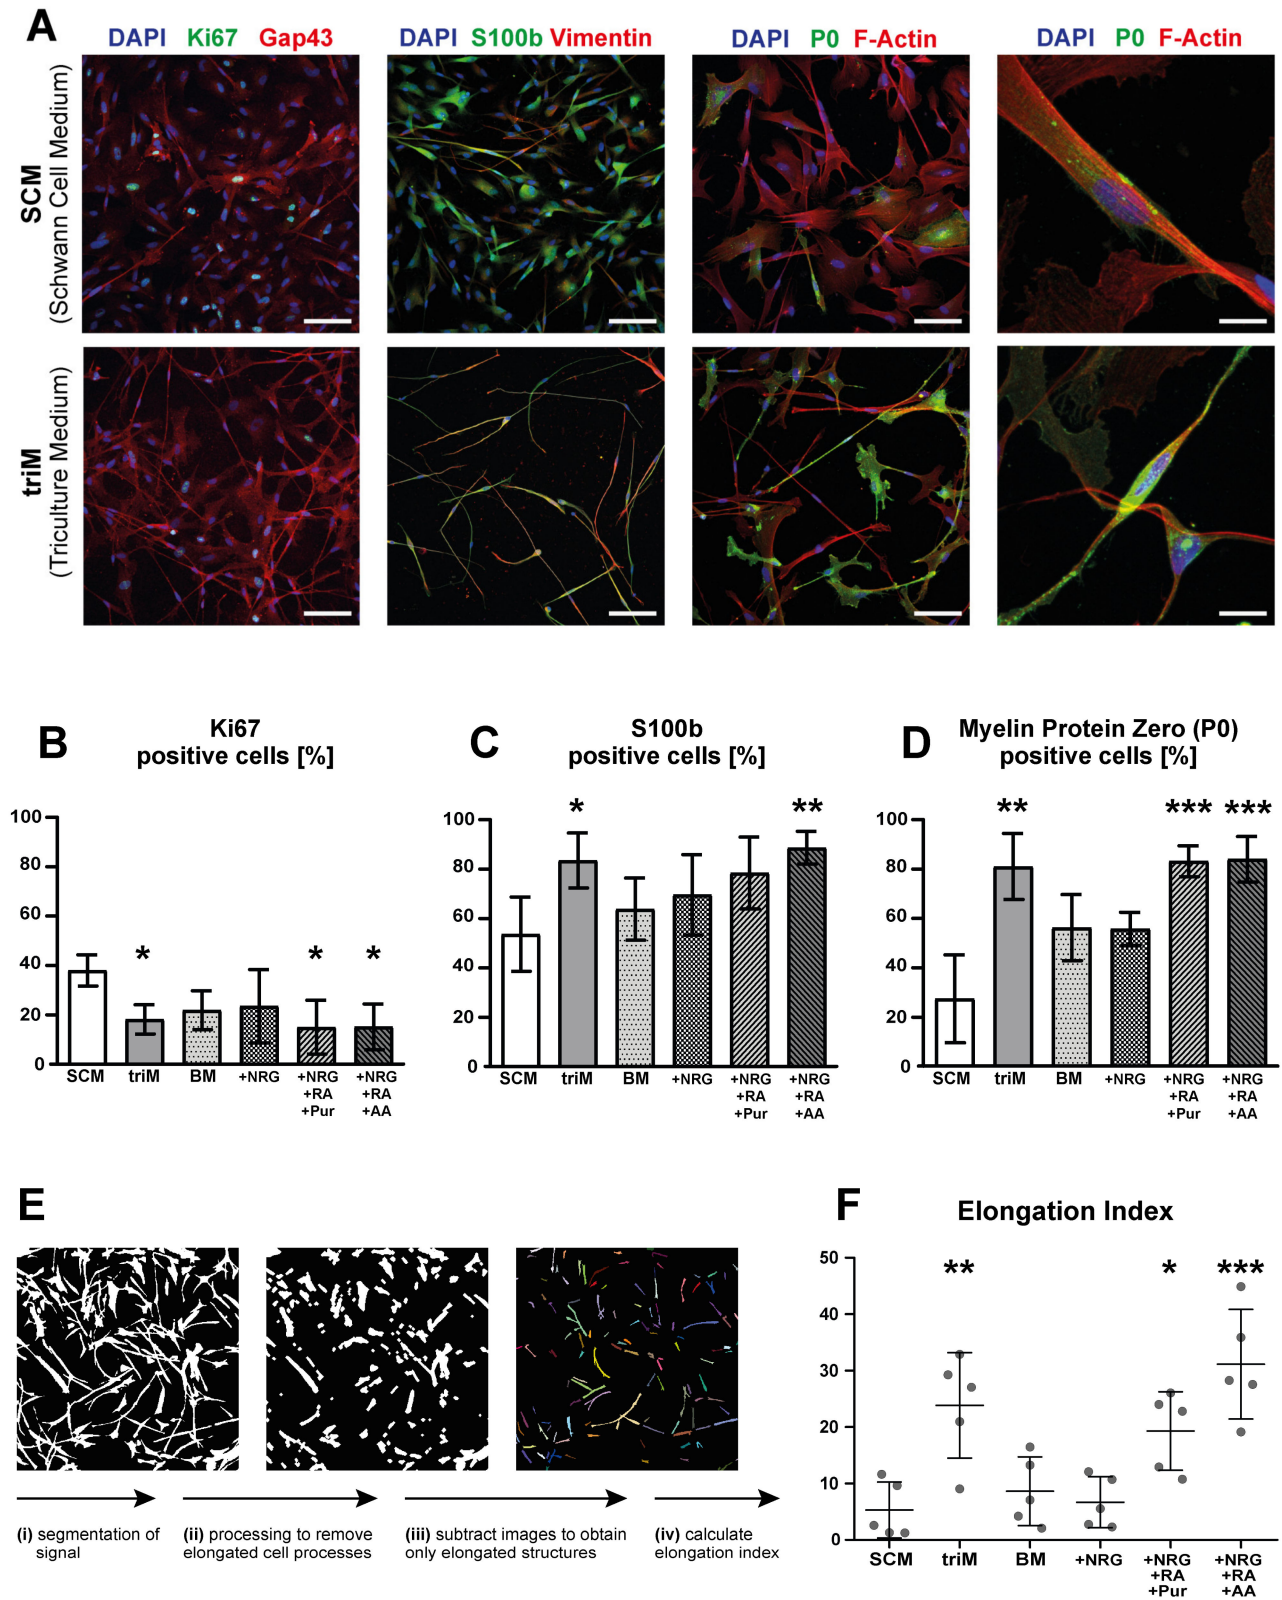 A
DAPI Ki67 Gap43
DAPI S100b Vimentin
DAPI P0 F-Actin
DAPI P0 F-Actin
SCM
(Schwann Cell Medium)
triM
(Triculture Medium)
B
Ki67
positive cells [%]
100
80
60
40
20
0
*
*
*
SCM triM BM +NRG +NRG +NRG
+RA +RA
+Pur +AA
C
S100b
positive cells [%]
100
80
60
40
20
0
*
**
SCM triM BM +NRG +NRG +NRG
+RA +RA
+Pur +AA
D
Myelin Protein Zero (P0)
positive cells [%]
100
80
60
40
20
0
**
***
***
SCM triM BM +NRG +NRG +NRG
+RA +RA
+Pur +AA
E
(i) segmentation of
signal
(ii) processing to remove
elongated cell processes
(iii) subtract images to obtain
only elongated structures
(iv) calculate
elongation index
F
Elongation Index
50
40
30
20
10
0
**
*
***
SCM triM BM +NRG +NRG +NRG
+RA +RA
+Pur +AA